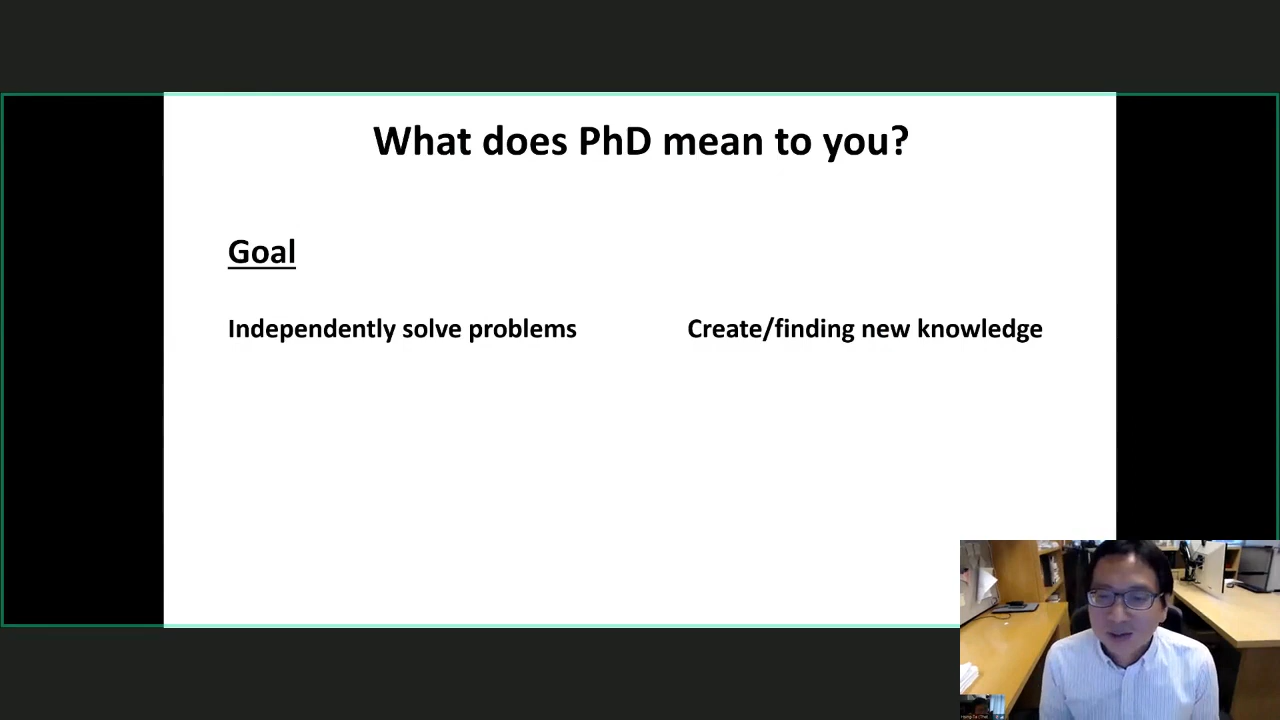 What does PhD mean to you?
Goal
Independently solve problems
Create/finding new knowledge